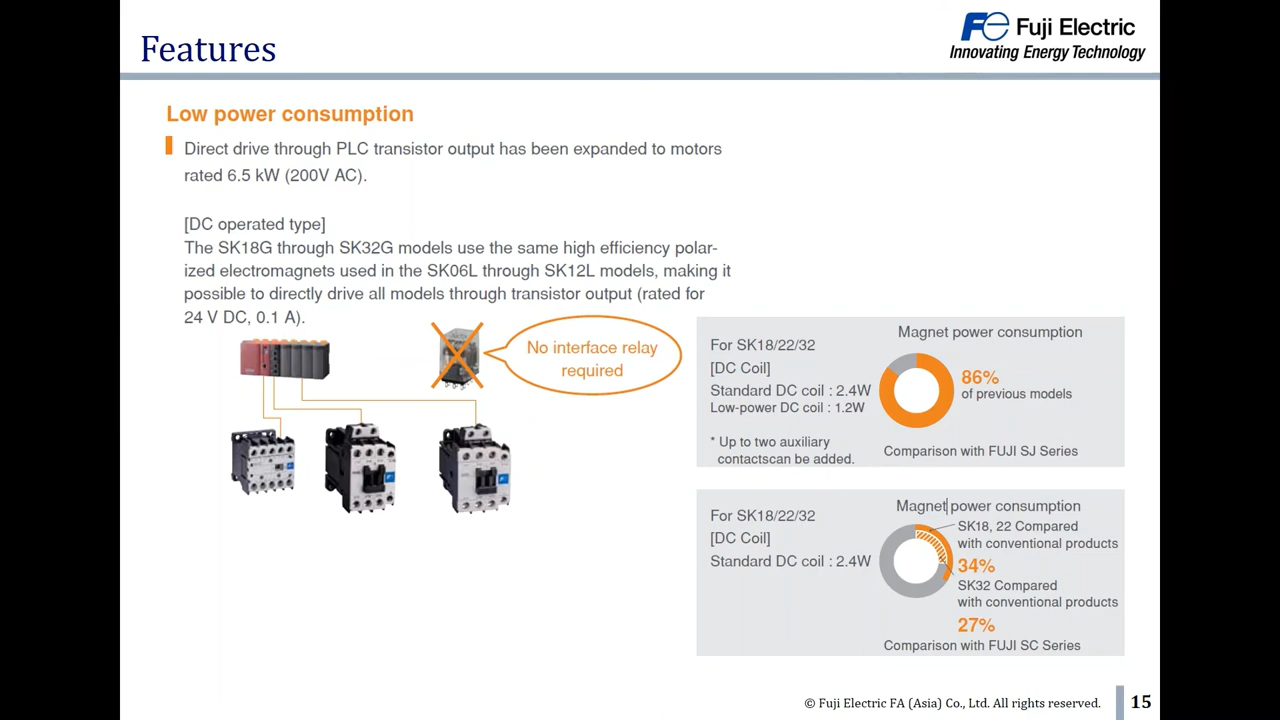 Features
Fuji Electric
Innovating Energy Technology
Low power consumption
Direct drive through PLC transistor output has been expanded to motors
rated 6.5 kW (200V AC).
[DC operated type]
The SK18G through SK32G models use the same high efficiency polar-
ized electromagnets used in the SK06L through SK12L models, making it
possible to directly drive all models through transistor output (rated for
24 V DC, 0.1 A).
No interface relay
required
For SK18/22/32
[DC Coil]
Standard DC coil : 2.4W
Low-power DC coil : 1.2W
* Up to two auxiliary
contactscan be added.
Magnet power consumption
86%
of previous models
Comparison with FUJI SJ Series
For SK18/22/32
[DC Coil]
Standard DC coil : 2.4W
Magnet power consumption
SK18, 22 Compared
with conventional products
34%
SK32 Compared
with conventional products
27%
Comparison with FUJI SC Series
© Fuji Electric FA (Asia) Co., Ltd. All rights reserved.
15